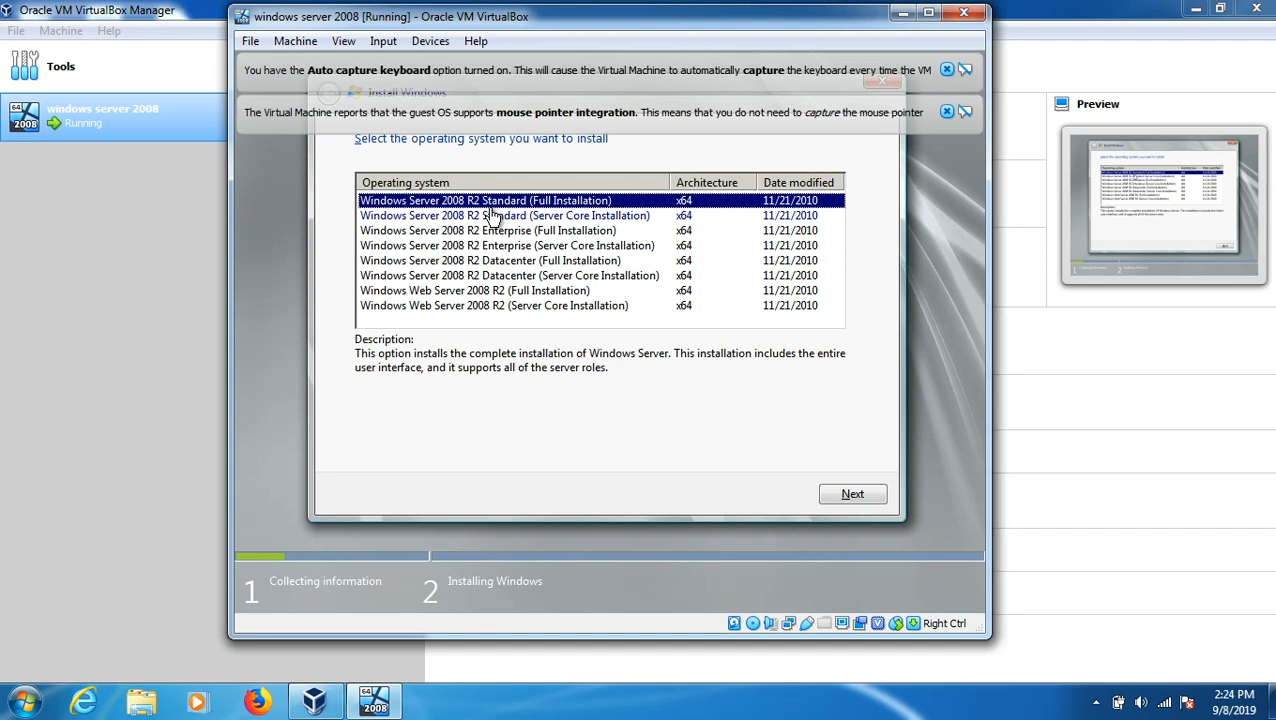 Oracle VM VirtualBox Manager
File Machine Help
Tools
windows server 2008
Running
64
2008
windows server 2008 [Running] - Oracle VM VirtualBox
File Machine View Input Devices Help
You have the Auto capture keyboard option turned on. This will cause the Virtual Machine to automatically capture the keyboard every time the VM
Install Windows
The Virtual Machine reports that the guest OS supports mouse pointer integration. This means that you do not need to capture the mouse pointer
Select the operating system you want to install
Operating system Architecture Date modified
Windows Server 2008 R2 Standard (Full Installation) x64 11/21/2010
Windows Server 2008 R2 Standard (Server Core Installation) x64 11/21/2010
Windows Server 2008 R2 Enterprise (Full Installation) x64 11/21/2010
Windows Server 2008 R2 Enterprise (Server Core Installation) x64 11/21/2010
Windows Server 2008 R2 Datacenter (Full Installation) x64 11/21/2010
Windows Server 2008 R2 Datacenter (Server Core Installation) x64 11/21/2010
Windows Web Server 2008 R2 (Full Installation) x64 11/21/2010
Windows Web Server 2008 R2 (Server Core Installation) x64 11/21/2010
Description:
This option installs the complete installation of Windows Server. This installation includes the entire
user interface, and it supports all of the server roles.
Next
1 Collecting information 2 Installing Windows
Right Ctrl
Preview
64
2008
2:24 PM
9/8/2019